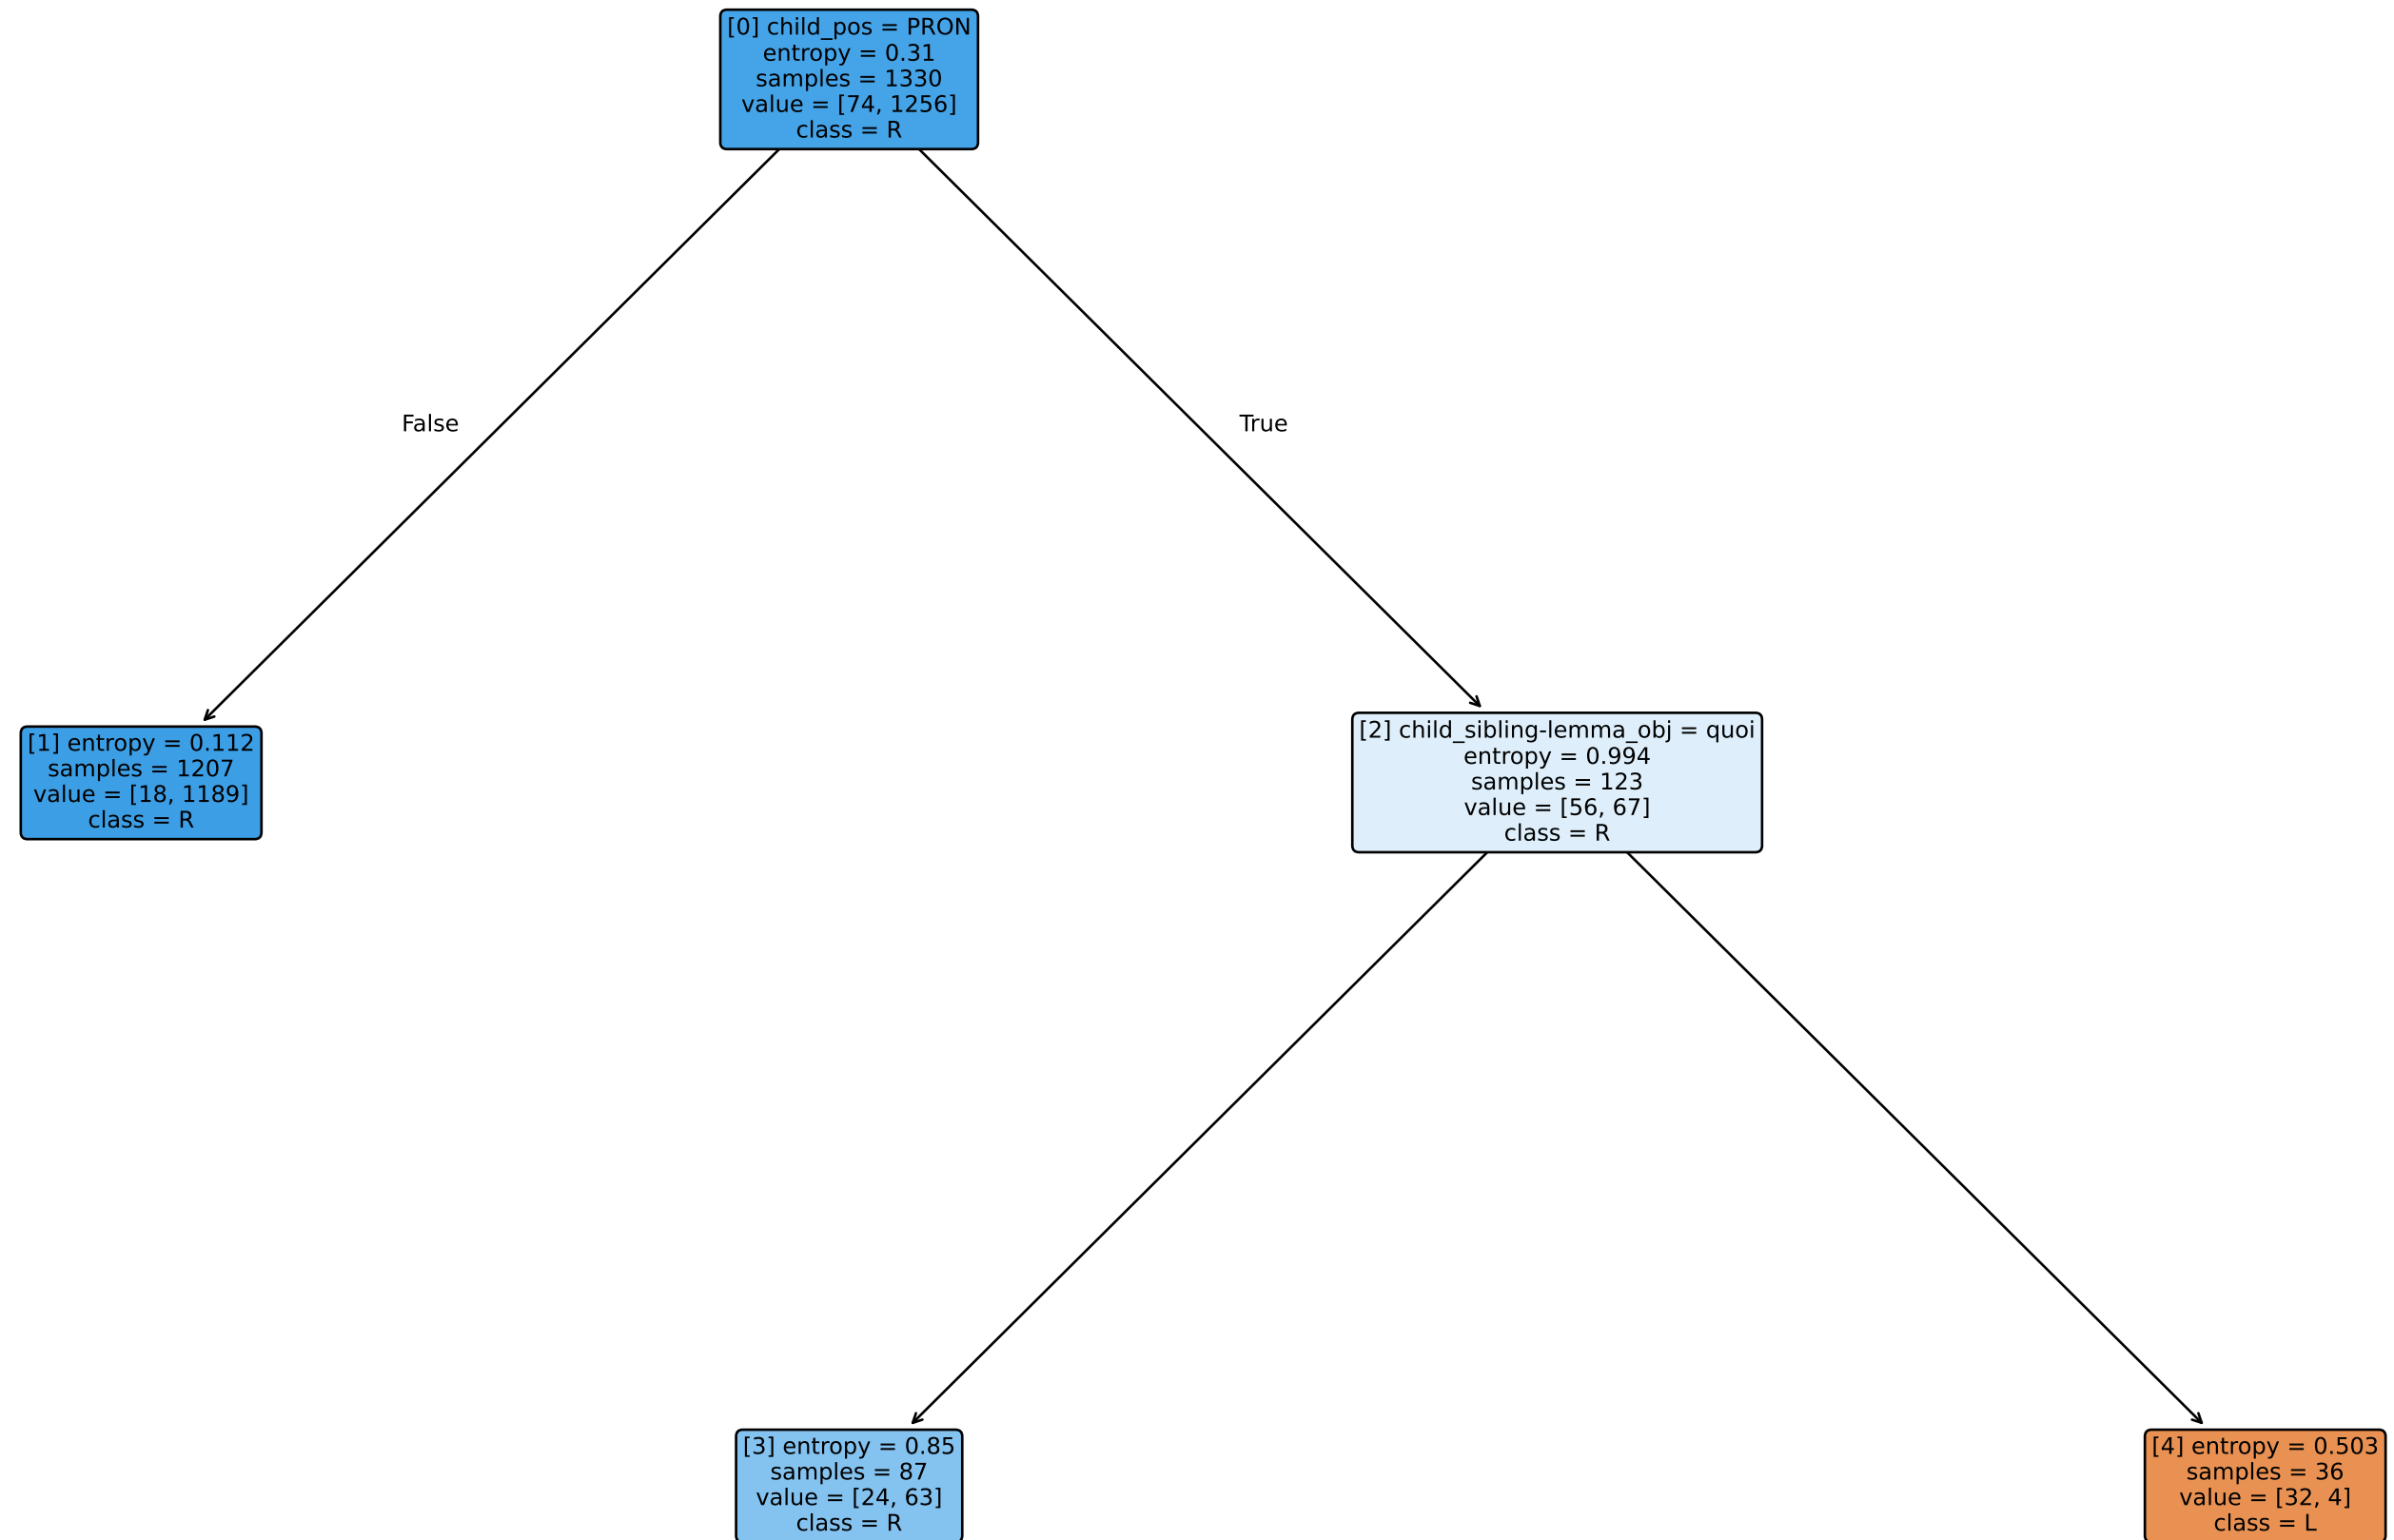 [0] child_pos = PRON
entropy = 0.31
samples = 1330
value = [74, 1256]
class = R
False
True
[1] entropy = 0.112
samples = 1207
value = [18, 1189]
class = R
[2] child_sibling-lemma_obj = quoi
entropy = 0.994
samples = 123
value = [56, 67]
class = R
[3] entropy = 0.85
samples = 87
value = [24, 63]
class = R
[4] entropy = 0.503
samples = 36
value = [32, 4]
class = L